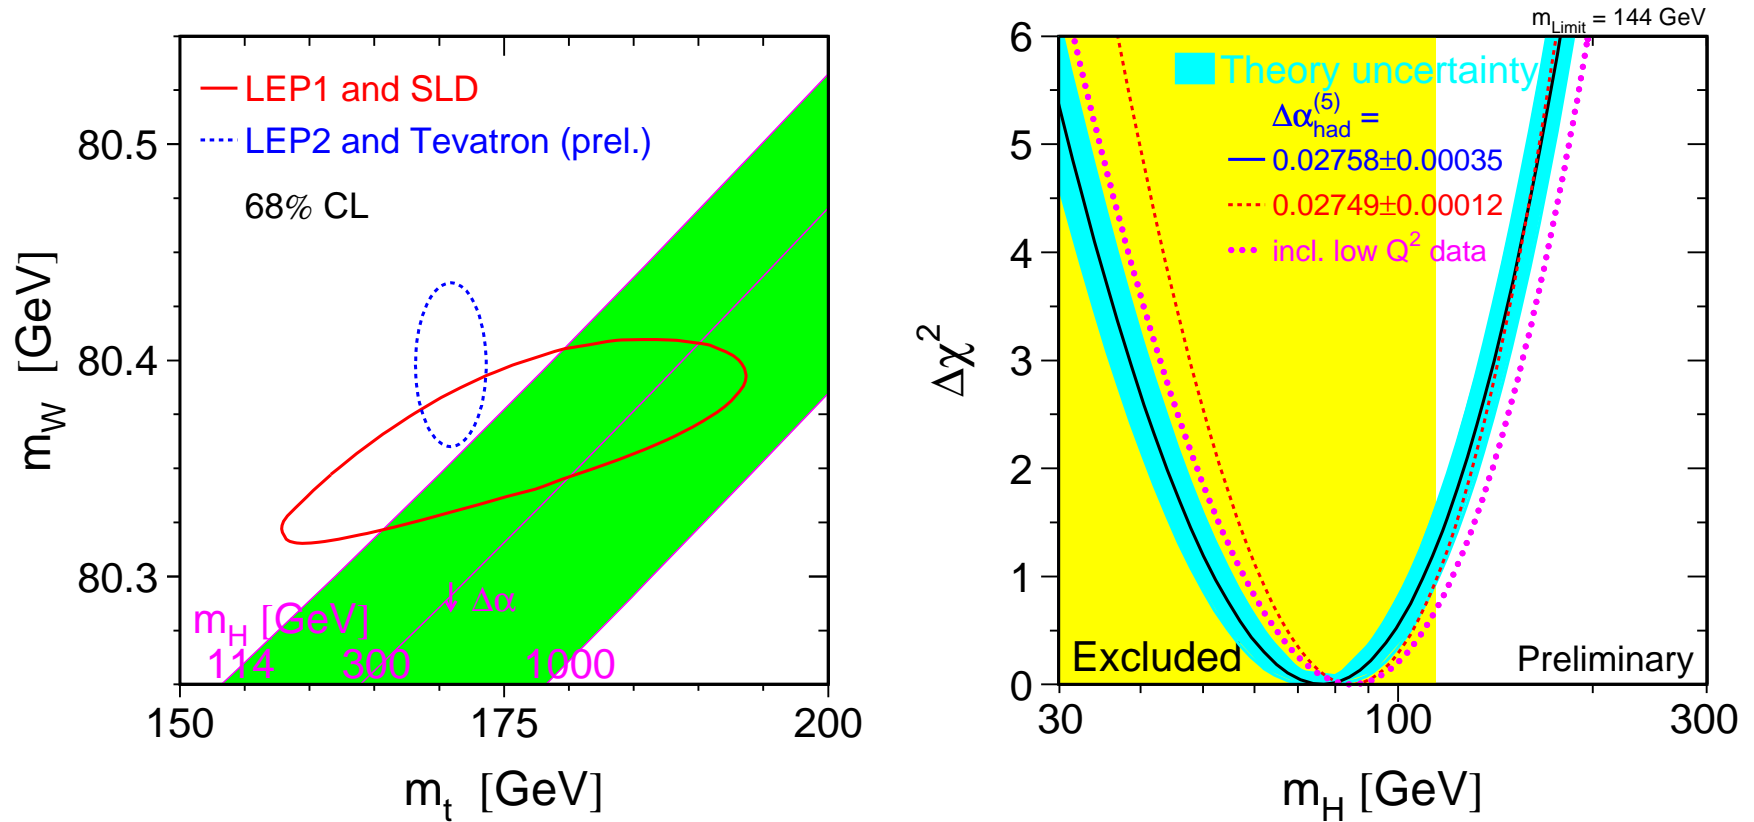 LEP1 and SLD
LEP2 and Tevatron (prel.)
68% CL
80.5
80.4
80.3
m_W [GeV]
Δα
m_H [GeV]
114 300 1000
150 175 200
m_t [GeV]
m_Limit = 144 GeV
Theory uncertainty
Δα_had^(5) =
0.02758±0.00035
0.02749±0.00012
incl. low Q^2 data
6
5
4
3
2
1
0
Δχ^2
Excluded
Preliminary
30 100 300
m_H [GeV]